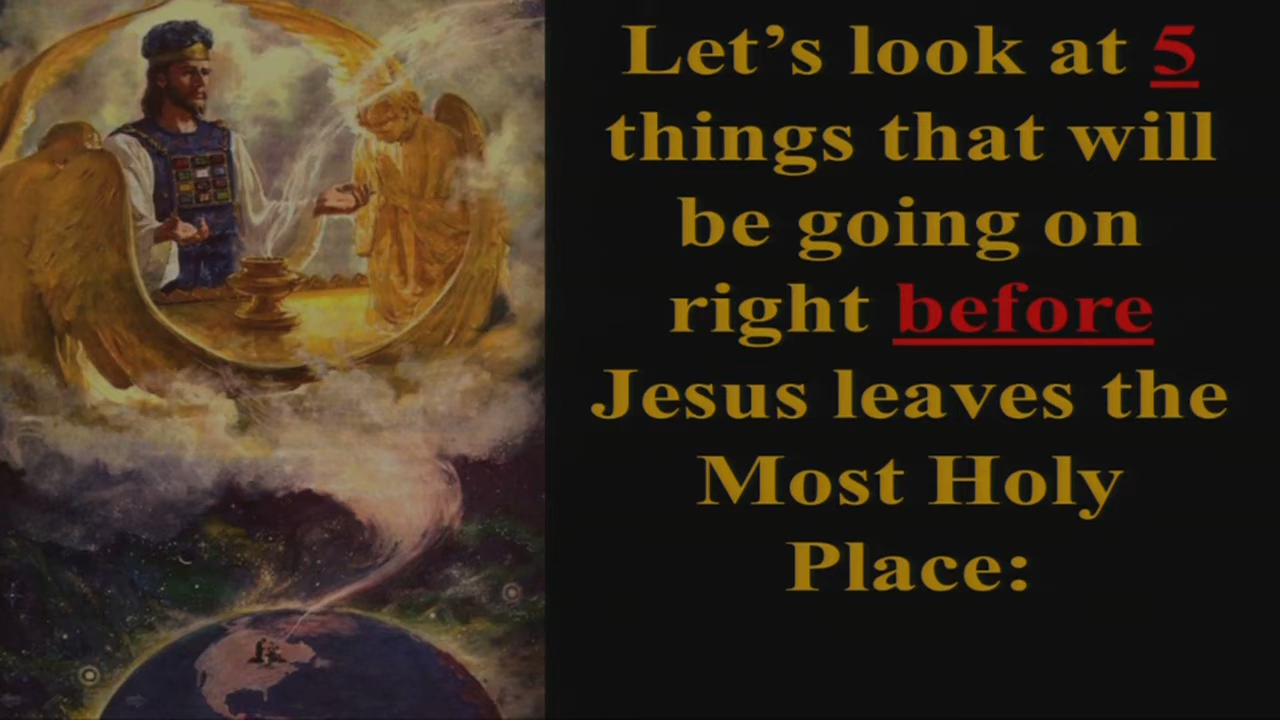 Let’s look at 5
things that will
be going on
right before
Jesus leaves the
Most Holy
Place: